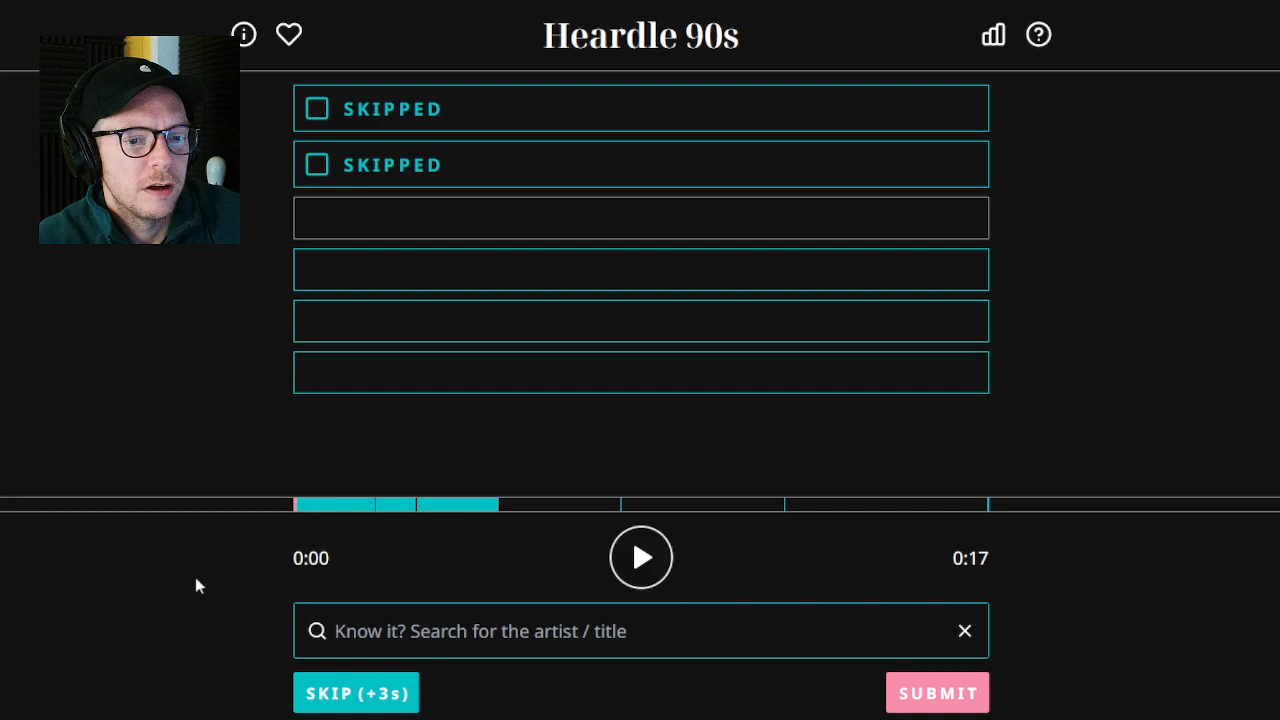 Heardle 90s
SKIPPED
SKIPPED
0:00
0:17
Know it? Search for the artist / title
SKIP (+3s)
SUBMIT